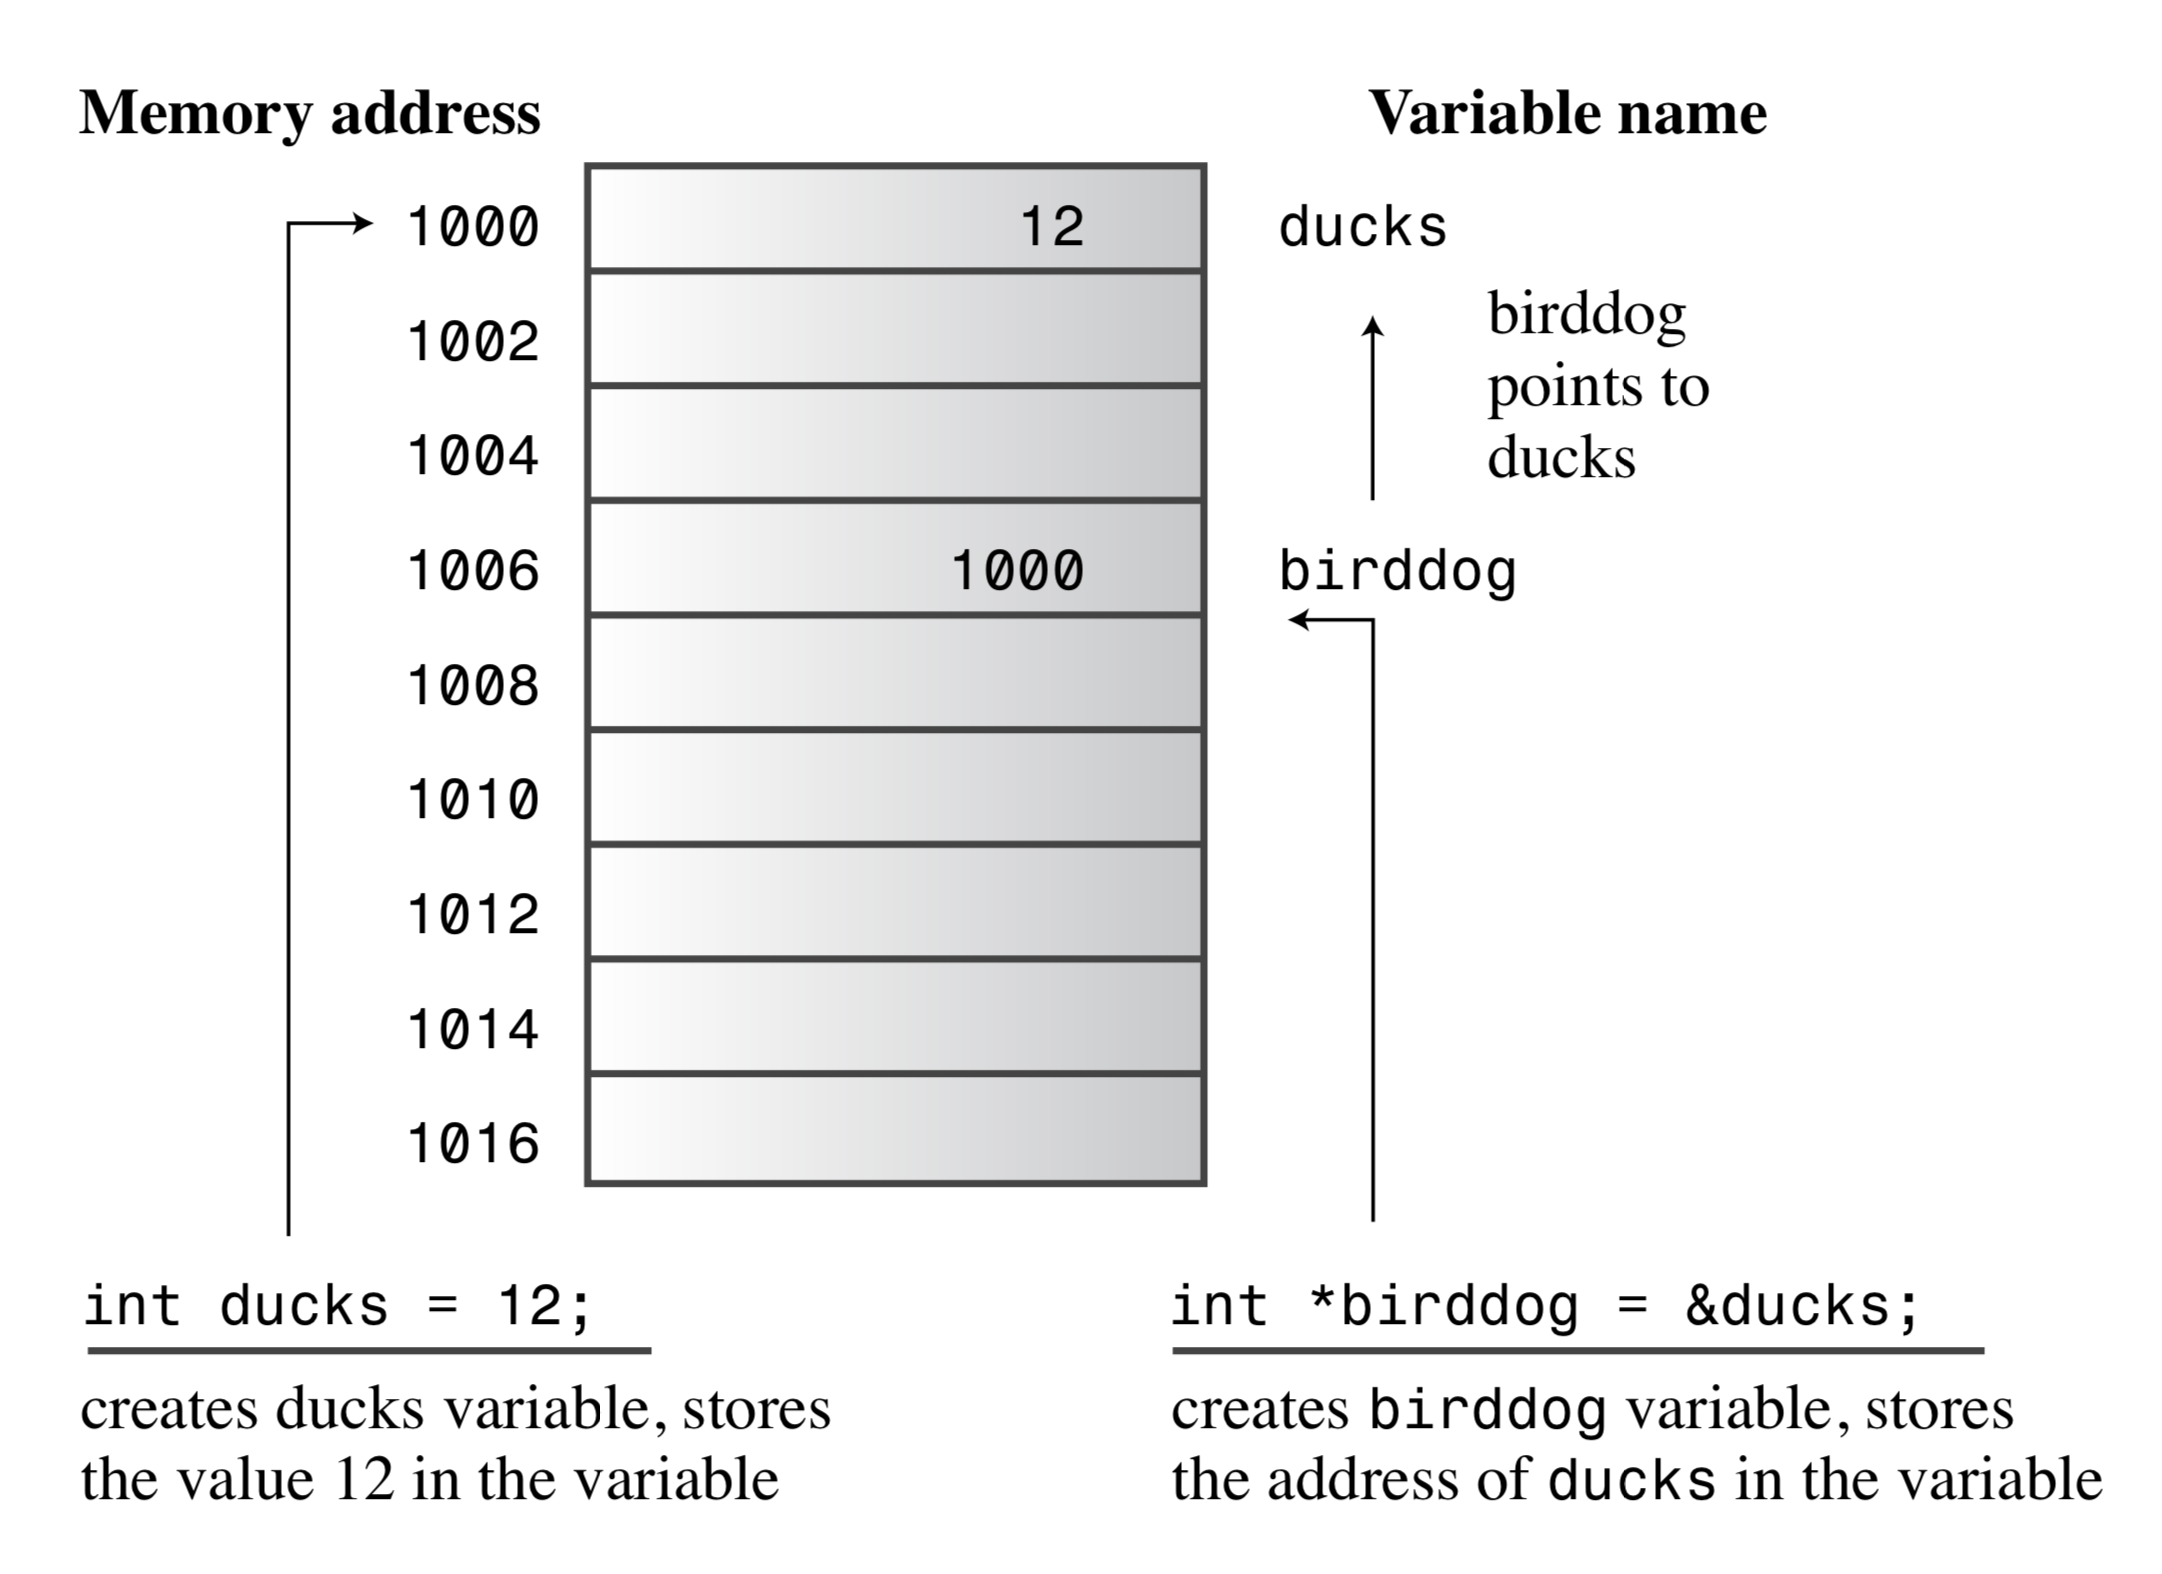 Memory address
Variable name
1000
12
ducks
1002
birddog
points to
ducks
1004
1006
1000
birddog
1008
1010
1012
1014
1016
int ducks = 12;
creates ducks variable, stores
the value 12 in the variable
int *birddog = &ducks;
creates birddog variable, stores
the address of ducks in the variable